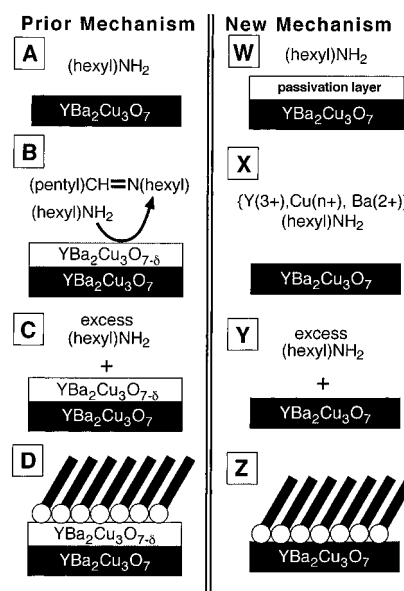 Prior Mechanism
A
(hexyl)NH₂
YBa₂Cu₃O₇
B
(pentyl)CH=N(hexyl)
(hexyl)NH₂
YBa₂Cu₃O₇₋δ
YBa₂Cu₃O₇
C
excess
(hexyl)NH₂
+
YBa₂Cu₃O₇₋δ
YBa₂Cu₃O₇
D
YBa₂Cu₃O₇₋δ
YBa₂Cu₃O₇
New Mechanism
W
(hexyl)NH₂
passivation layer
YBa₂Cu₃O₇
X
{Y(3+),Cu(n+), Ba(2+)}
(hexyl)NH₂
YBa₂Cu₃O₇
Y
excess
(hexyl)NH₂
+
YBa₂Cu₃O₇
Z
YBa₂Cu₃O₇